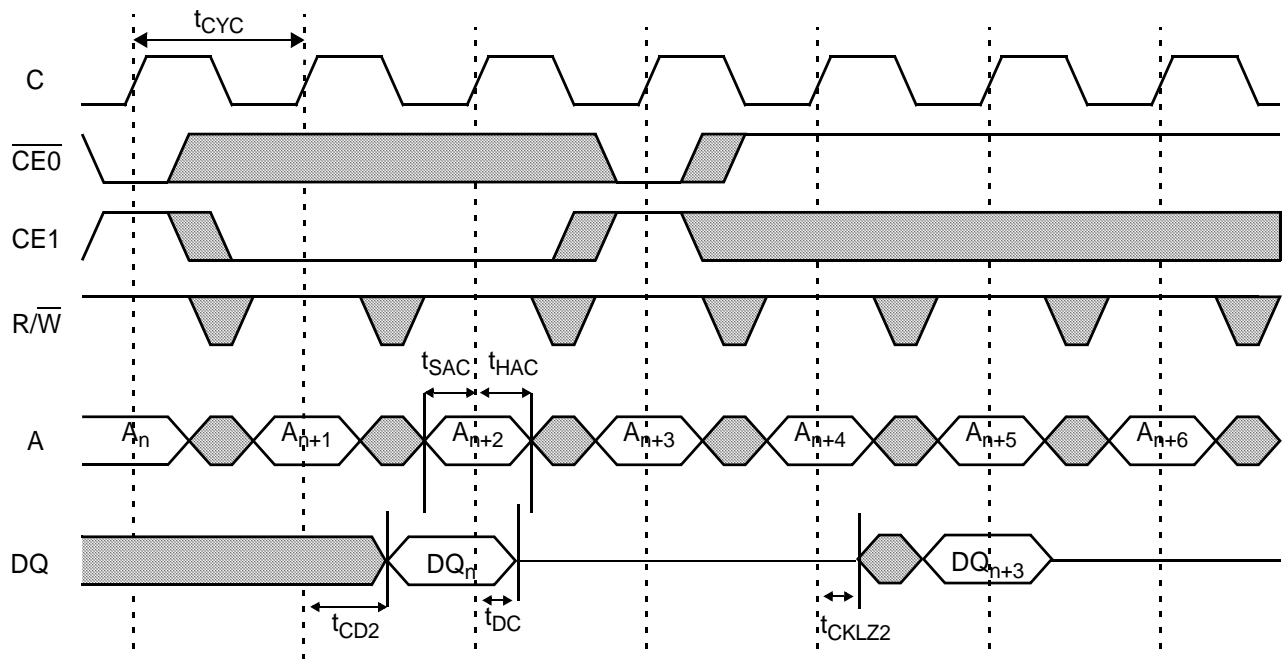 tCYC
C
CE0
CE1
R/W
tSAC tHAC
A An An+1 An+2 An+3 An+4 An+5 An+6
DQ DQn DQn+3
tCD2 tDC tCKLZ2